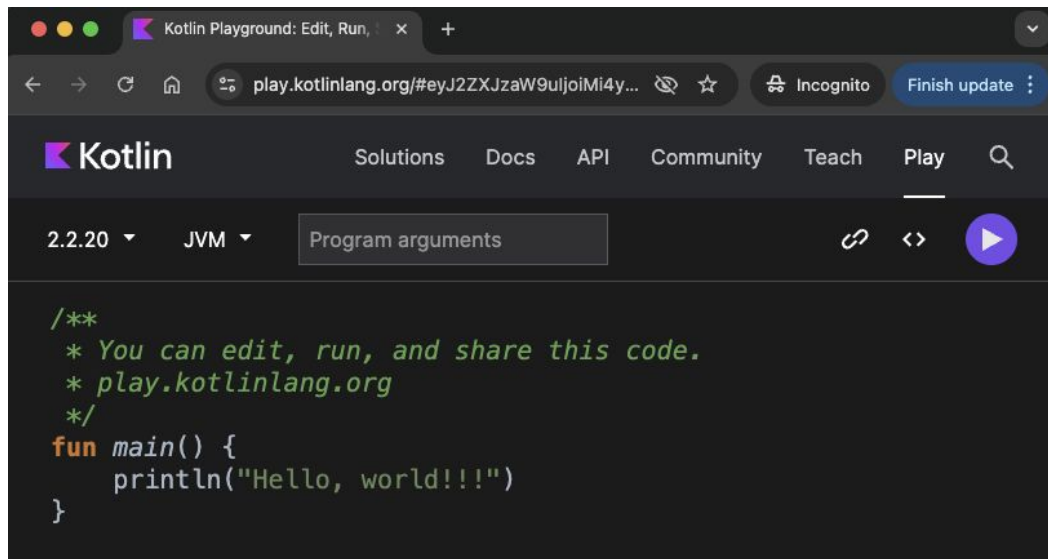 Kotlin Playground: Edit, Run,
play.kotlinlang.org/#eyJ2ZXJzaW9uIjoiMi4y... Incognito Finish update
Kotlin Solutions Docs API Community Teach Play
2.2.20 JVM Program arguments
/**
 * You can edit, run, and share this code.
 * play.kotlinlang.org
 */
fun main() {
    println("Hello, world!!!")
}